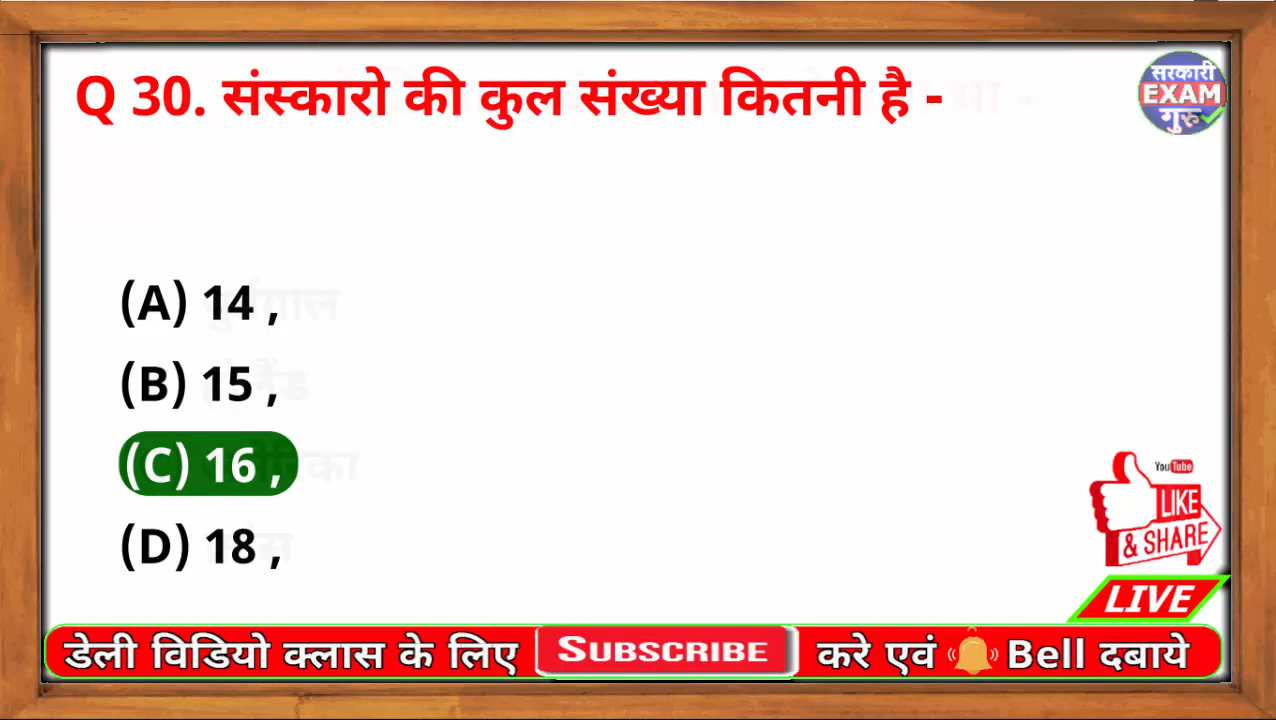 Q 30. संस्कारो की कुल संख्या कितनी है -
सरकारी
EXAM
गुरु
(A) 14 ,
(B) 15 ,
(C) 16 ,
(D) 18 ,
YouTube
LIKE
& SHARE
LIVE
डेली विडियो क्लास के लिए SUBSCRIBE करे एवं Bell दबाये